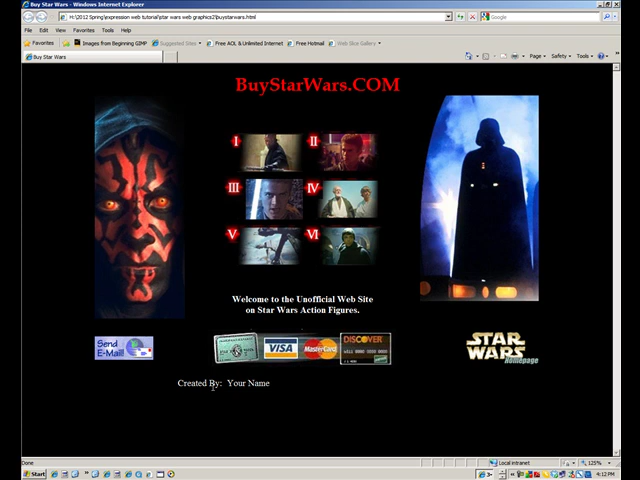 Buy Star Wars - Windows Internet Explorer
H:\2012 Spring\expression web tutorial\star wars web graphics2\buystarwars.html
Google
File Edit View Favorites Tools Help
Favorites Images from Beginning GIMP Suggested Sites Free AOL & Unlimited Internet Free Hotmail Web Slice Gallery
Buy Star Wars
Page Safety Tools
BuyStarWars.COM
I II
III IV
V VI
Welcome to the Unofficial Web Site
on Star Wars Action Figures.
Send
E-Mail!
VISA
MasterCard
DISCOVER
STAR
WARS
Homepage
Created By: Your Name
Done
Local intranet
125%
Start
4:12 PM